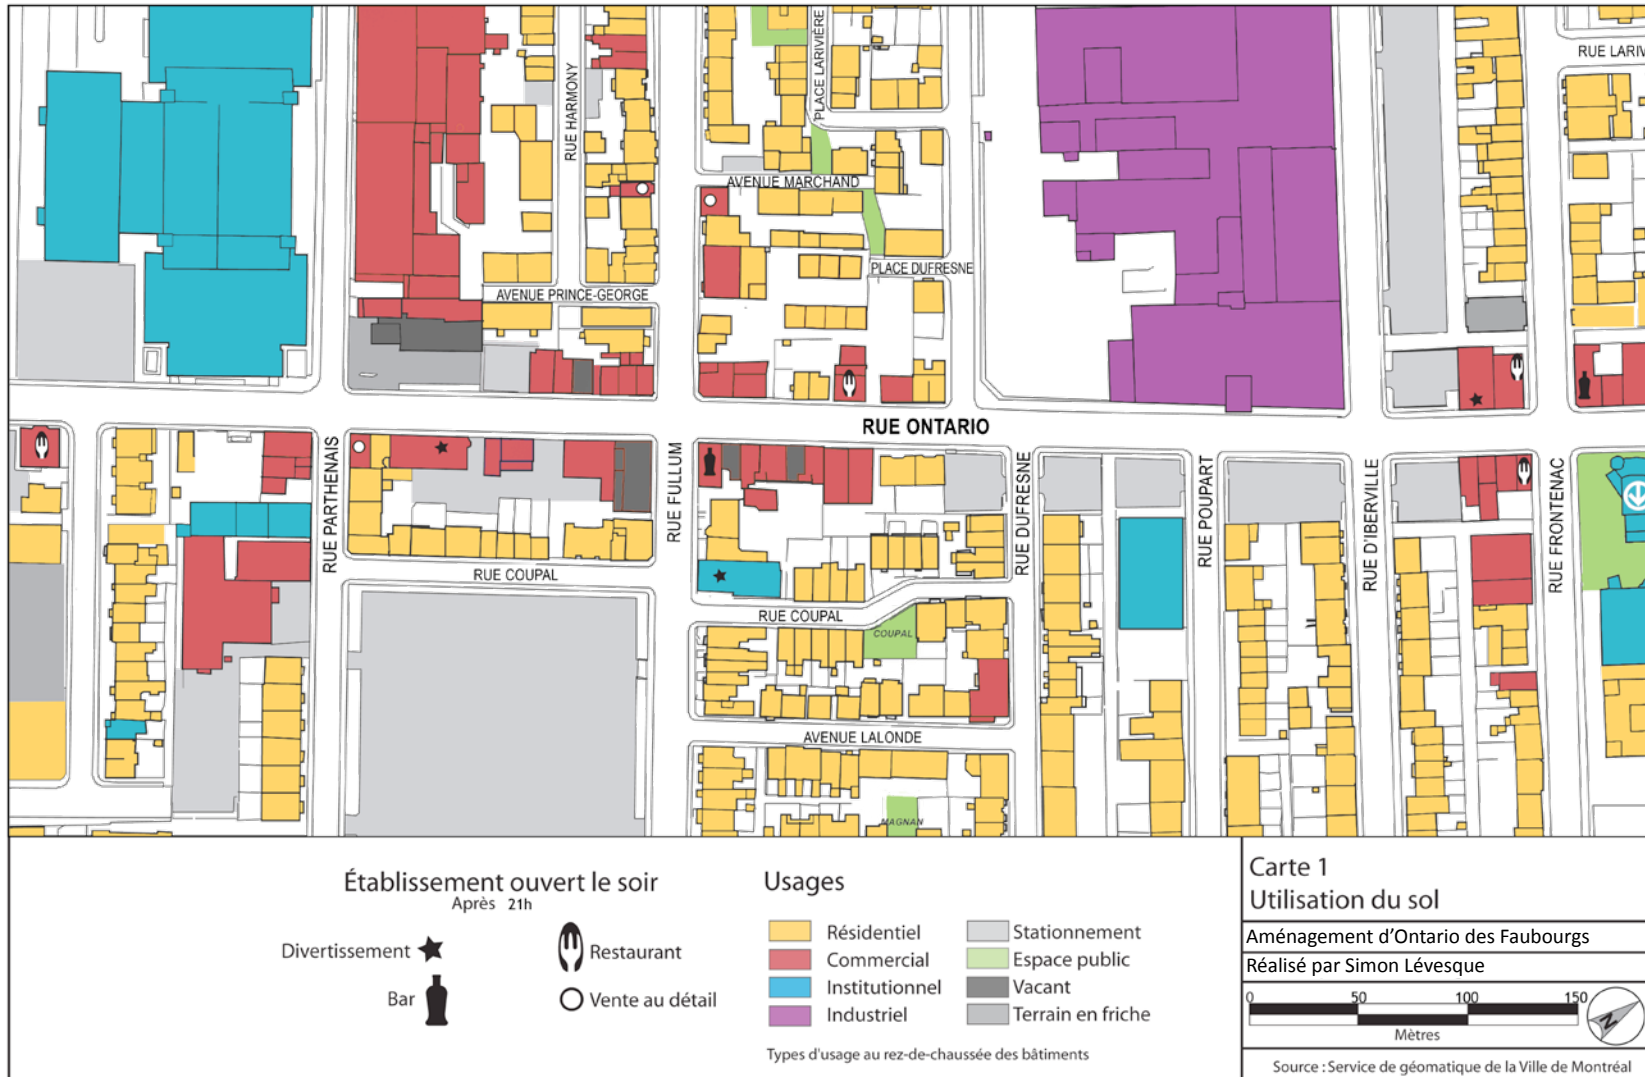 PLACE LARIVIÈRE
RUE LARIV
RUE HARMONY
AVENUE MARCHAND
PLACE DUFRESNE
AVENUE PRINCE-GEORGE
RUE ONTARIO
RUE PARTHENAIS
RUE FULLUM
RUE DUFRESNE
RUE POUPART
RUE D'IBERVILLE
RUE FRONTENAC
RUE COUPAL
RUE COUPAL
COUPAL
AVENUE LALONDE
MAGNAN
Établissement ouvert le soir
Après 21h
Divertissement
Restaurant
Bar
Vente au détail
Usages
Résidentiel
Commercial
Institutionnel
Industriel
Stationnement
Espace public
Vacant
Terrain en friche
Types d'usage au rez-de-chaussée des bâtiments
Carte 1
Utilisation du sol
Aménagement d'Ontario des Faubourgs
Réalisé par Simon Lévesque
0 50 100 150
Mètres
N
Source : Service de géomatique de la Ville de Montréal